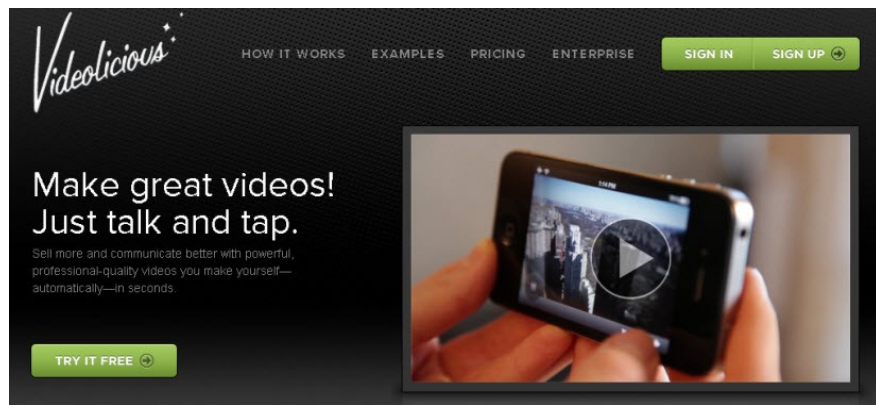 Videolicious
HOW IT WORKS EXAMPLES PRICING ENTERPRISE SIGN IN SIGN UP
Make great videos!
Just talk and tap.
Sell more and communicate better with powerful,
professional-quality videos you make yourself—
automatically—in seconds.
TRY IT FREE